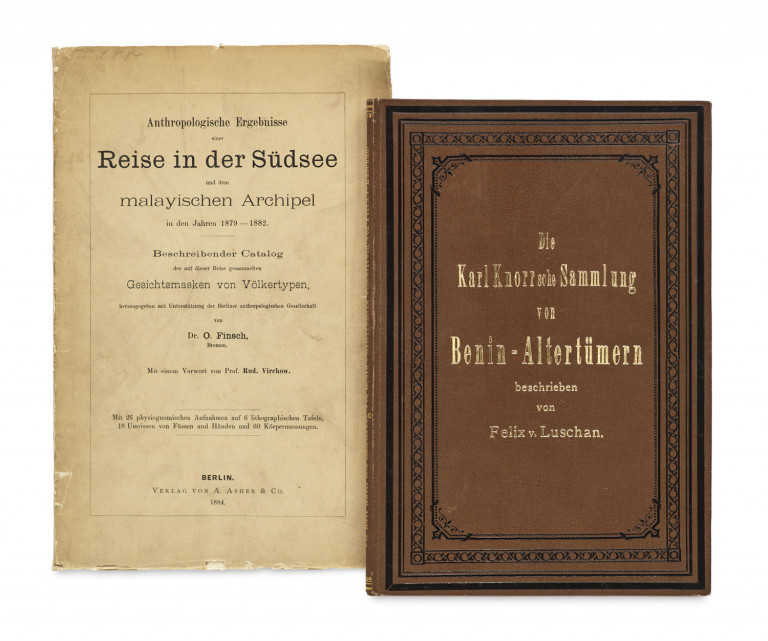 Anthropologische Ergebnisse
einer
Reise in der Südsee
und dem
malayischen Archipel
in den Jahren 1879—1882.
Beschreibender Catalog
der auf dieser Reise gesammelten
Gesichtsmasken von Völkertypen,
herausgegeben mit Unterstützung der Berliner anthropologischen Gesellschaft
von
Dr. O. Finsch,
Bremen.
Mit einem Vorwort von Prof. Rud. Virchow.
Mit 26 physiognomischen Aufnahmen auf 6 lithographischen Tafeln,
18 Umrissen von Füssen und Händen und 60 Körpermessungen.
BERLIN.
VERLAG VON A. ASHER & CO.
1884.
Die
Karl Knorrsche Sammlung
von
Benin-Altertümern
beschrieben
von
Felix v. Luschan.